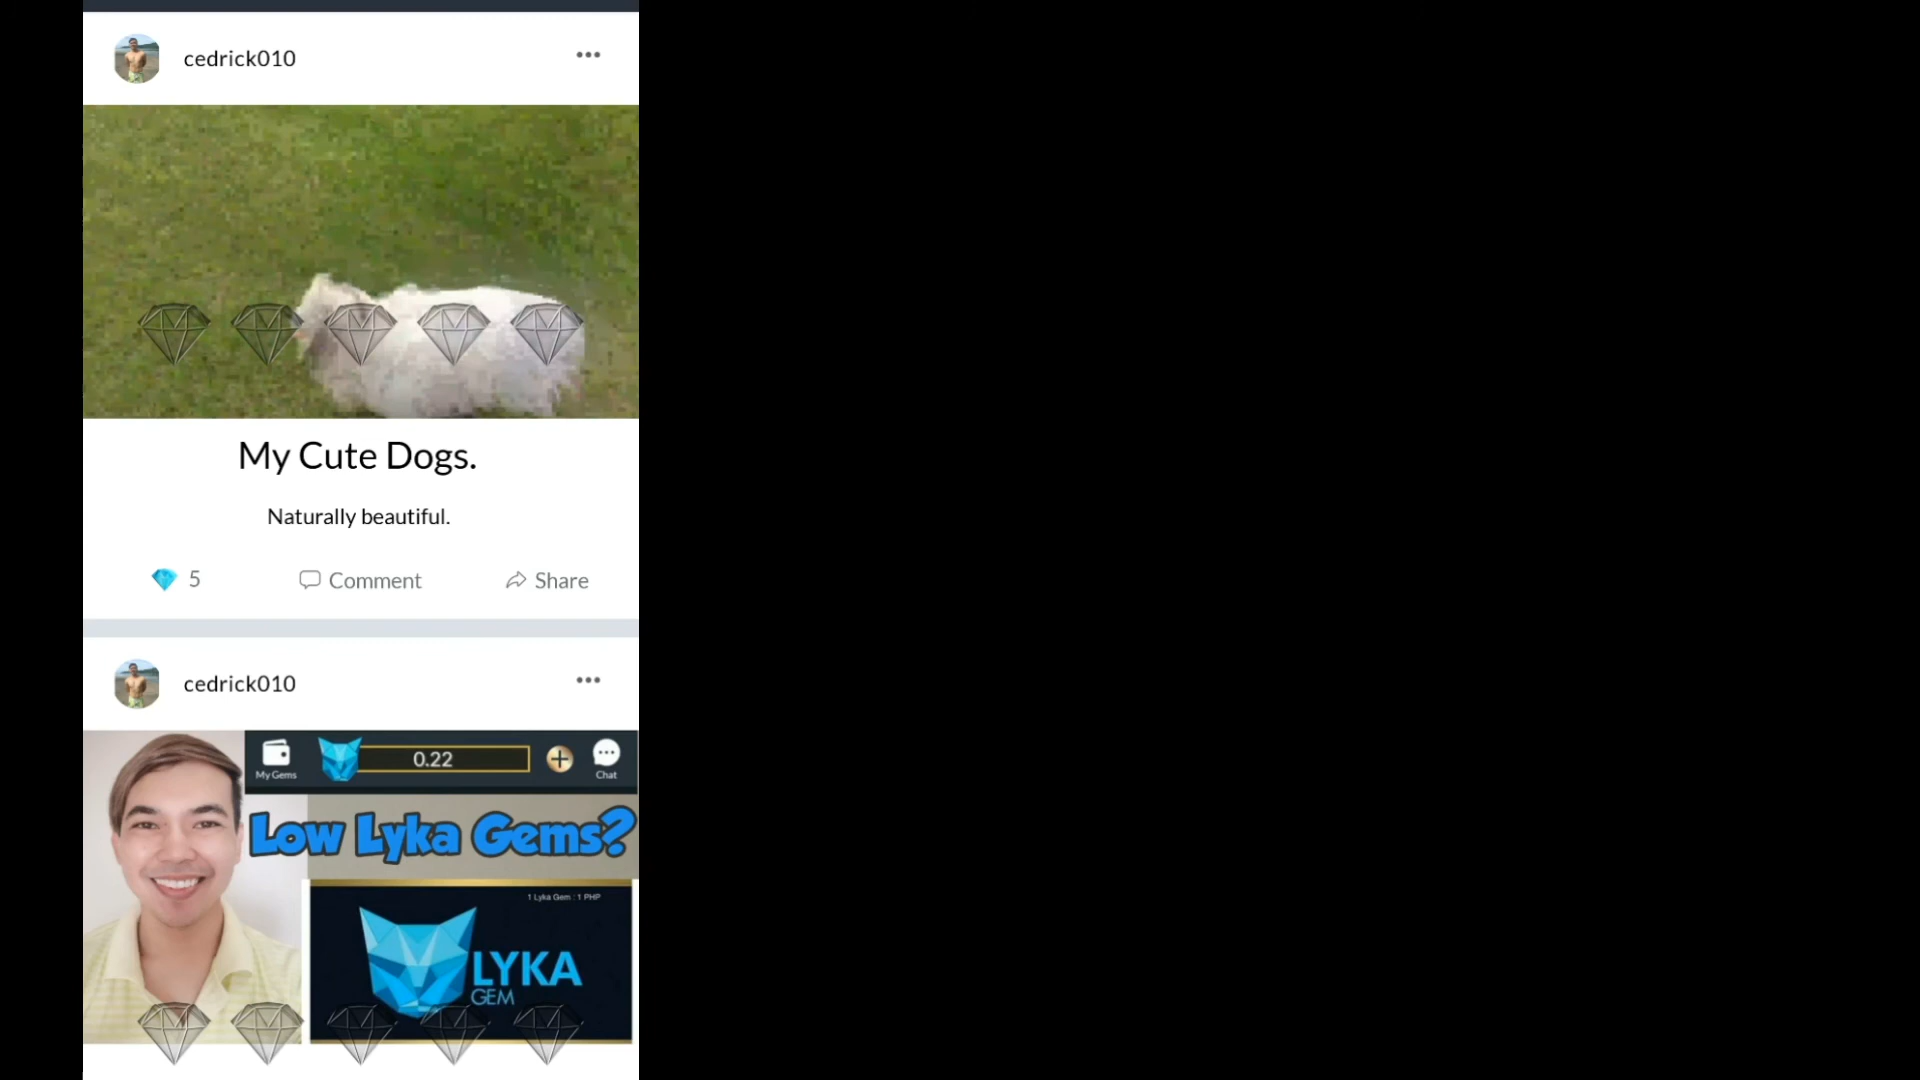 cedrick010
My Cute Dogs.
Naturally beautiful.
5
Comment
Share
cedrick010
My Gems
0.22
Chat
Low Lyka Gems?
1 Lyka Gem : 1 PHP
LYKA
GEM